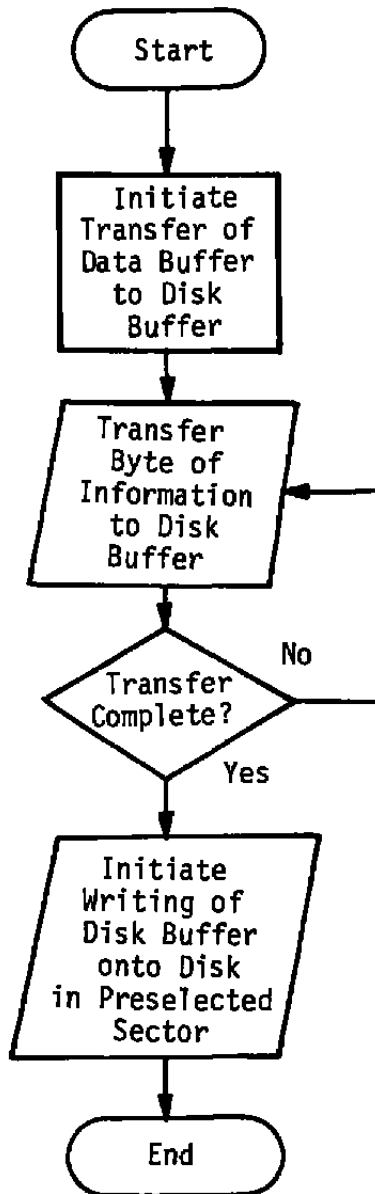 Start
Initiate
Transfer of
Data Buffer
to Disk
Buffer
Transfer
Byte of
Information
to Disk
Buffer
Transfer
Complete?
No
Yes
Initiate
Writing of
Disk Buffer
onto Disk
in Preselected
Sector
End